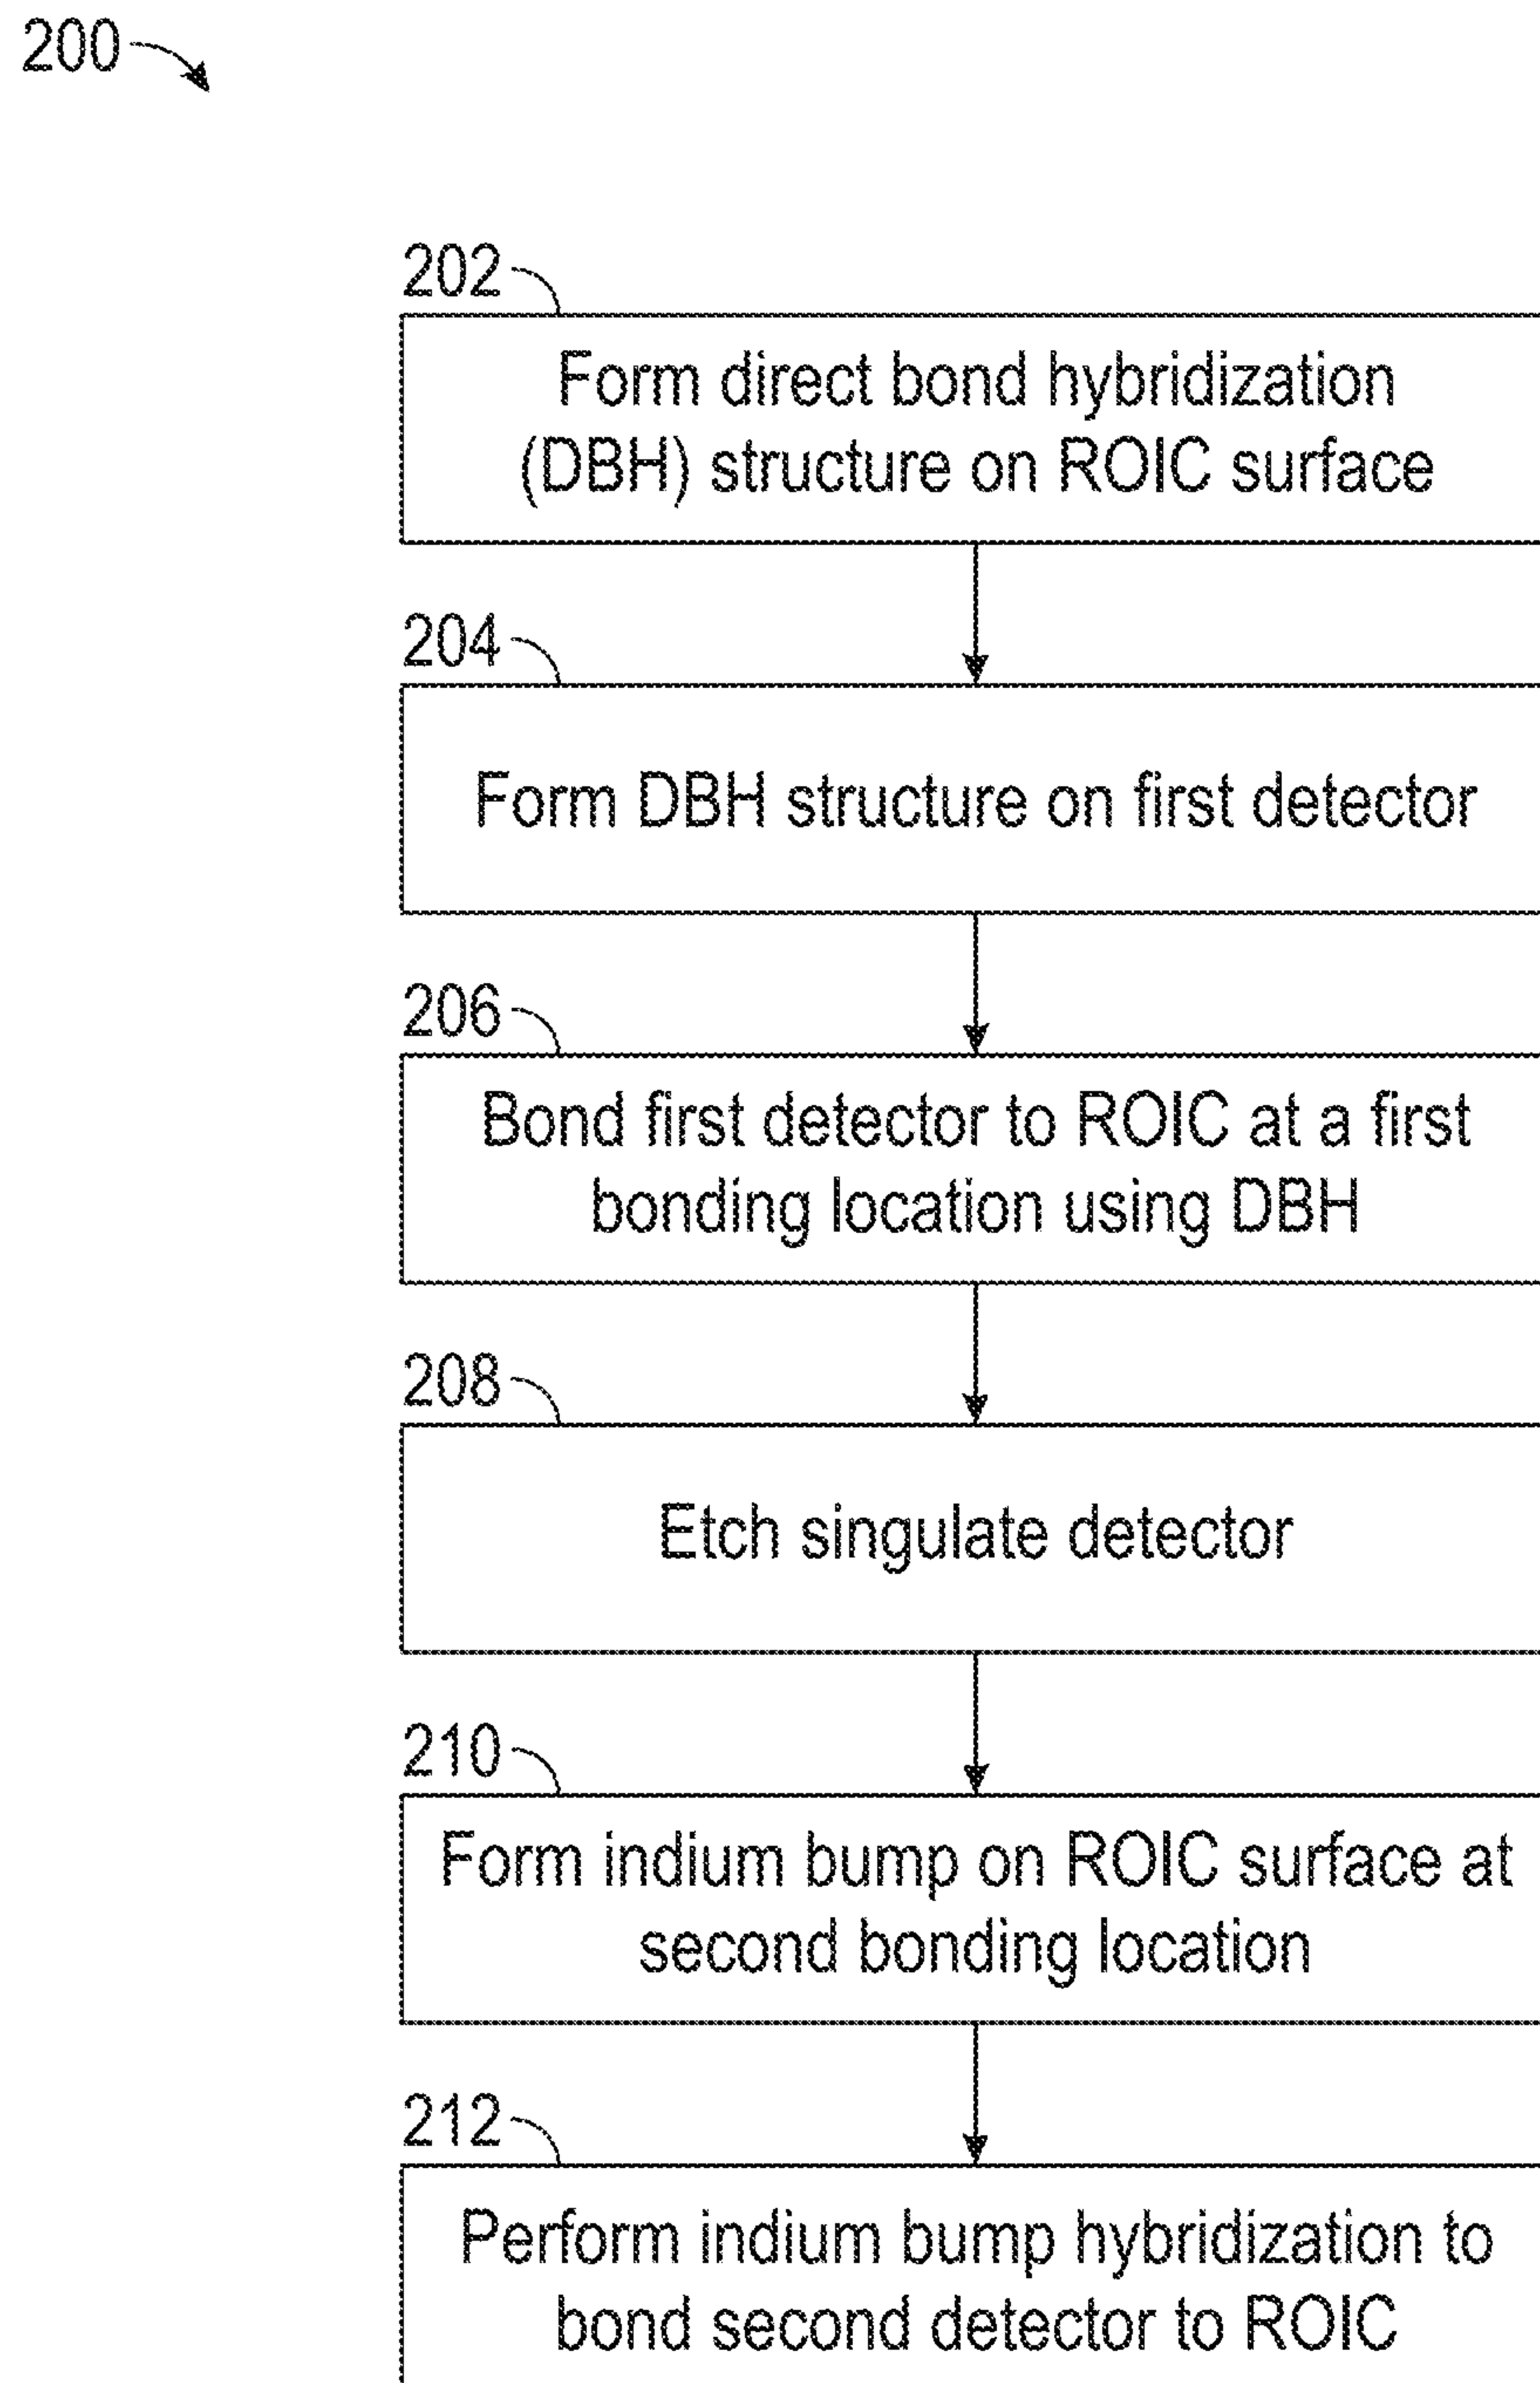 200
202
Form direct bond hybridization
(DBH) structure on ROIC surface
204
Form DBH structure on first detector
206
Bond first detector to ROIC at a first
bonding location using DBH
208
Etch singulate detector
210
Form indium bump on ROIC surface at
second bonding location
212
Perform indium bump hybridization to
bond second detector to ROIC